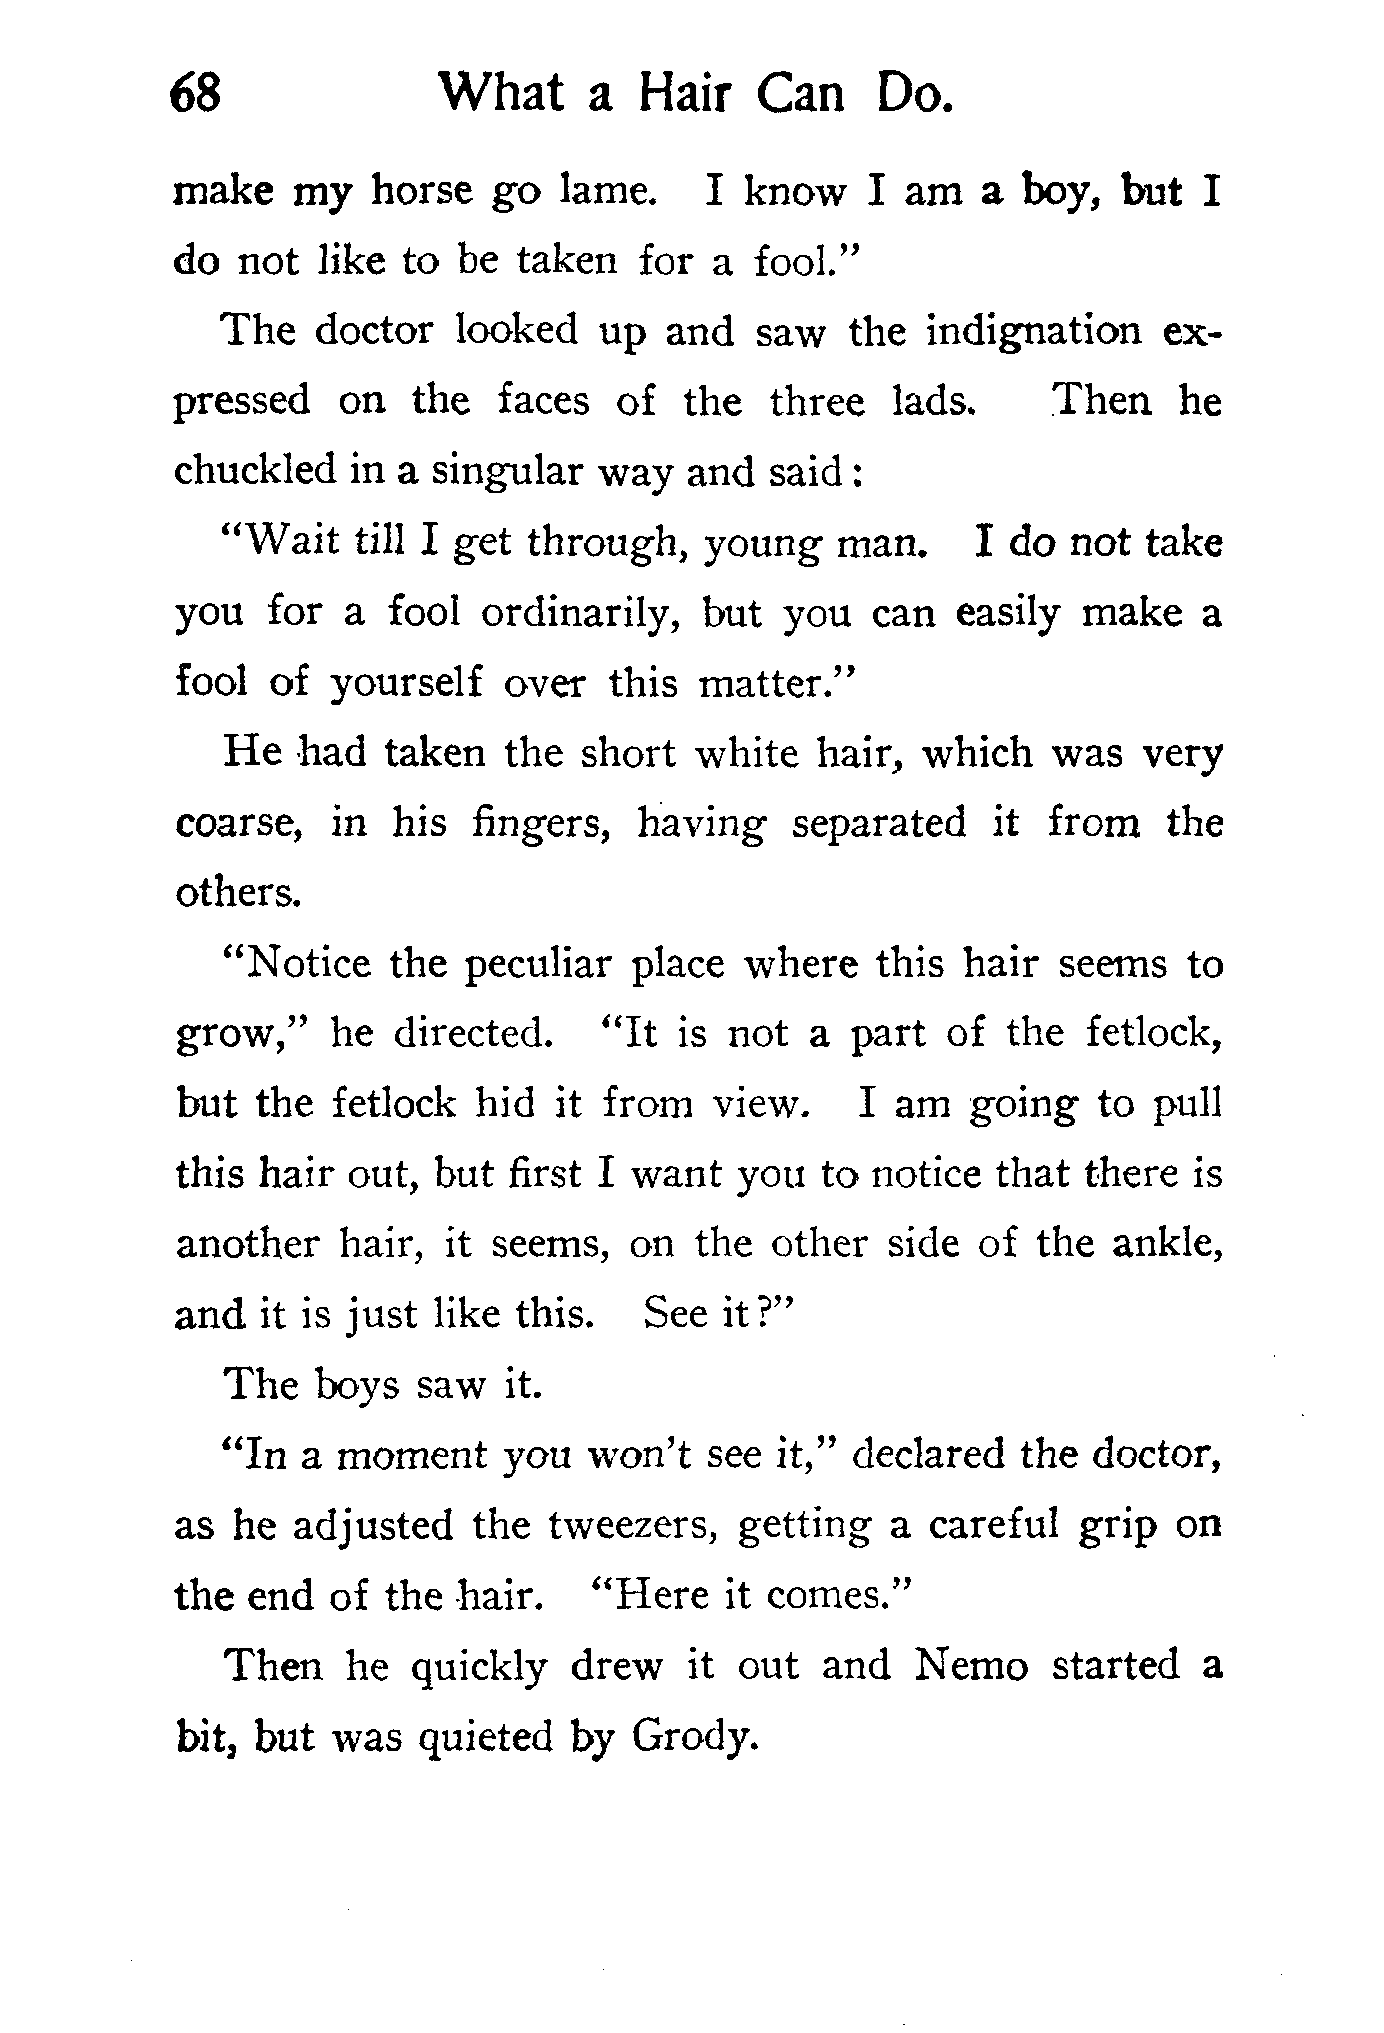 68 What a Hair Can Do.
make my horse go lame. I know I am a boy, but I
do not like to be taken for a fool.”
The doctor looked up and saw the indignation ex-
pressed on the faces of the three lads. Then he
chuckled in a singular way and said:
“Wait till I get through, young man. I do not take
you for a fool ordinarily, but you can easily make a
fool of yourself over this matter.”
He had taken the short white hair, which was very
coarse, in his fingers, having separated it from the
others.
“Notice the peculiar place where this hair seems to
grow,” he directed. “It is not a part of the fetlock,
but the fetlock hid it from view. I am going to pull
this hair out, but first I want you to notice that there is
another hair, it seems, on the other side of the ankle,
and it is just like this. See it?”
The boys saw it.
“In a moment you won’t see it,” declared the doctor,
as he adjusted the tweezers, getting a careful grip on
the end of the hair. “Here it comes.”
Then he quickly drew it out and Nemo started a
bit, but was quieted by Grody.